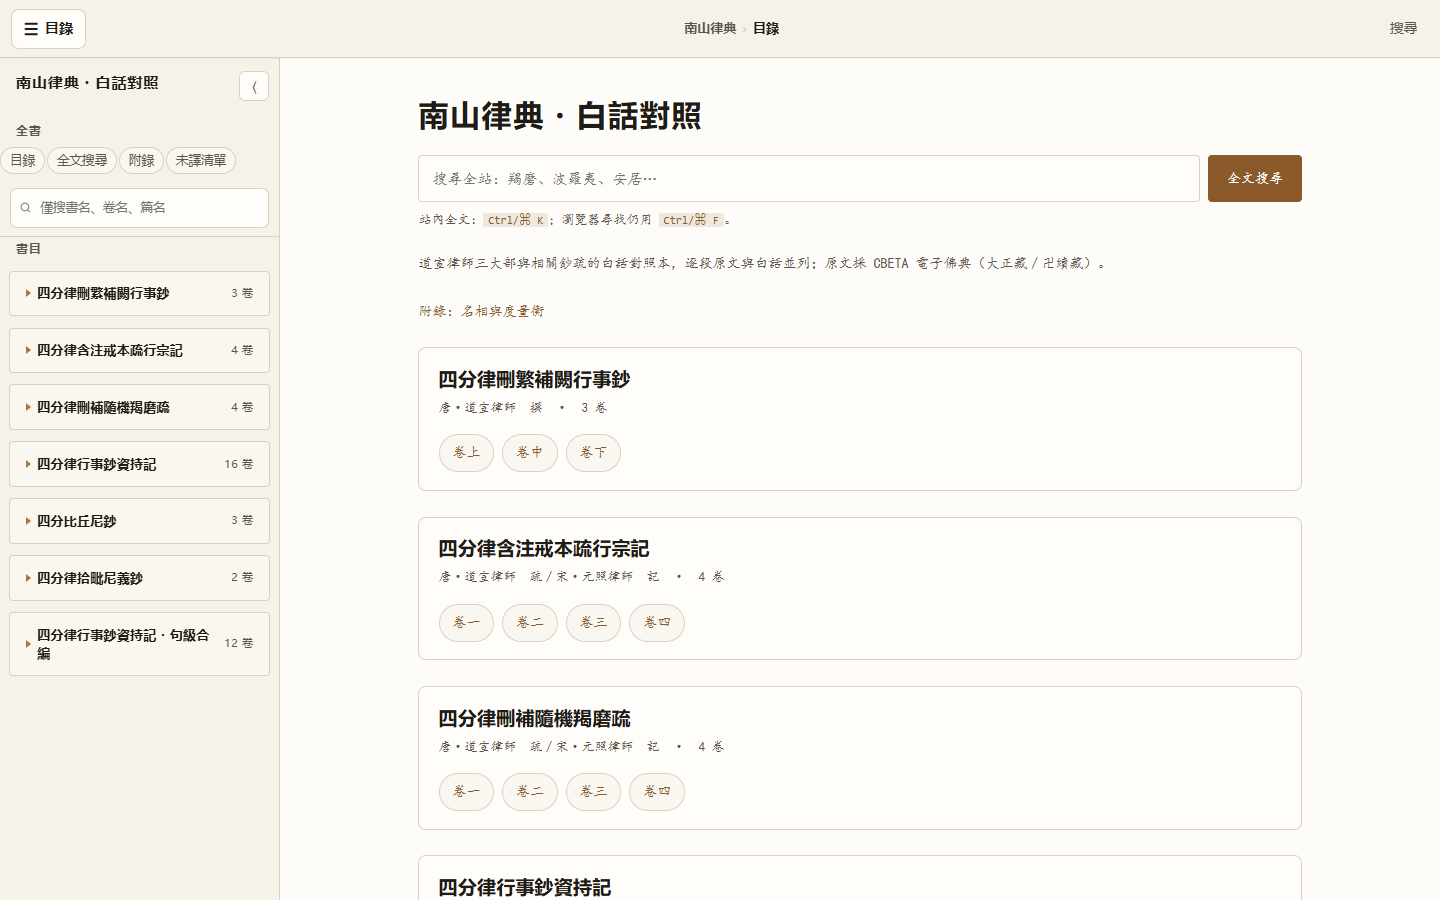 ☰ 目錄
南山律典 › 目錄
搜尋
南山律典・白話對照
⟨
全書
目錄 全文搜尋 附錄 未譯清單
僅搜書名、卷名、篇名
書目
四分律刪繁補闕行事鈔 3 卷
四分律含注戒本疏行宗記 4 卷
四分律刪補隨機羯磨疏 4 卷
四分律行事鈔資持記 16 卷
四分比丘尼鈔 3 卷
四分律拾毗尼義鈔 2 卷
四分律行事鈔資持記・句級合
編 12 卷
南山律典・白話對照
搜尋全站：羯磨、波羅夷、安居…
全文搜尋
站內全文：Ctrl/⌘ K；瀏覽器尋找仍用 Ctrl/⌘ F。
道宣律師三大部與相關鈔疏的白話對照本，逐段原文與白話並列；原文採 CBETA 電子佛典（大正藏／卍續藏）。
附錄：名相與度量衡
四分律刪繁補闕行事鈔
唐・道宣律師　撰　・　3 卷
卷上 卷中 卷下
四分律含注戒本疏行宗記
唐・道宣律師　疏／宋・元照律師　記　・　4 卷
卷一 卷二 卷三 卷四
四分律刪補隨機羯磨疏
唐・道宣律師　疏／宋・元照律師　記　・　4 卷
卷一 卷二 卷三 卷四
四分律行事鈔資持記